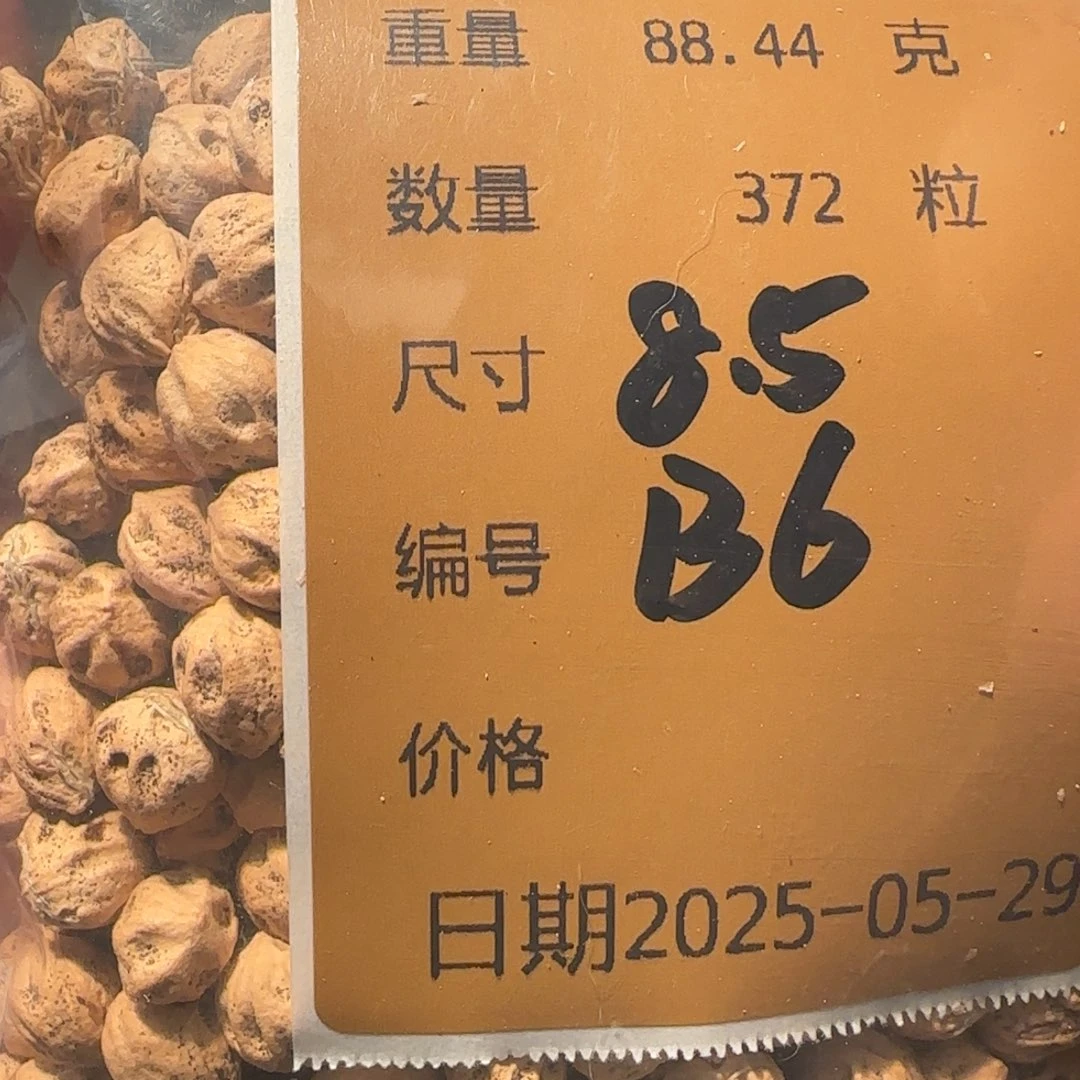 重量 88.44 克
数量 372 粒
尺寸 8.5
编号 B6
价格
日期2025-05-29